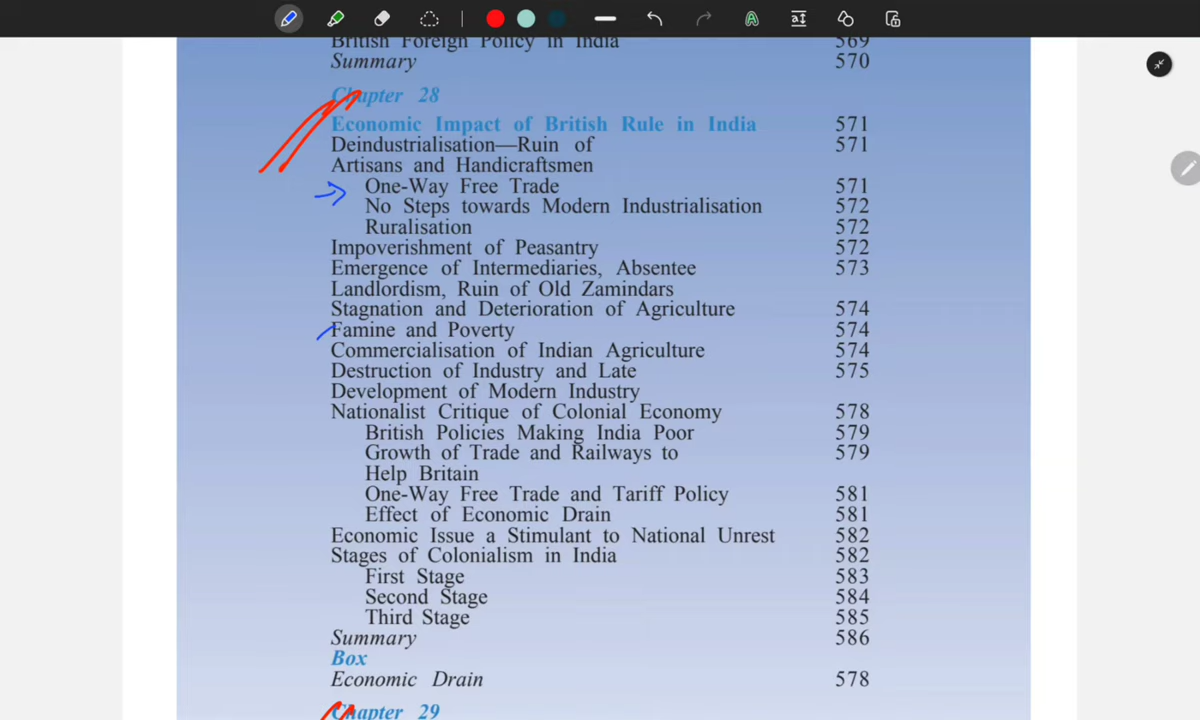 British Foreign Policy in India 569
Summary 570
Chapter 28
Economic Impact of British Rule in India 571
Deindustrialisation—Ruin of 571
Artisans and Handicraftsmen
One-Way Free Trade 571
No Steps towards Modern Industrialisation 572
Ruralisation 572
Impoverishment of Peasantry 572
Emergence of Intermediaries, Absentee 573
Landlordism, Ruin of Old Zamindars
Stagnation and Deterioration of Agriculture 574
Famine and Poverty 574
Commercialisation of Indian Agriculture 574
Destruction of Industry and Late 575
Development of Modern Industry
Nationalist Critique of Colonial Economy 578
British Policies Making India Poor 579
Growth of Trade and Railways to 579
Help Britain
One-Way Free Trade and Tariff Policy 581
Effect of Economic Drain 581
Economic Issue a Stimulant to National Unrest 582
Stages of Colonialism in India 582
First Stage 583
Second Stage 584
Third Stage 585
Summary 586
Box
Economic Drain 578
Chapter 29